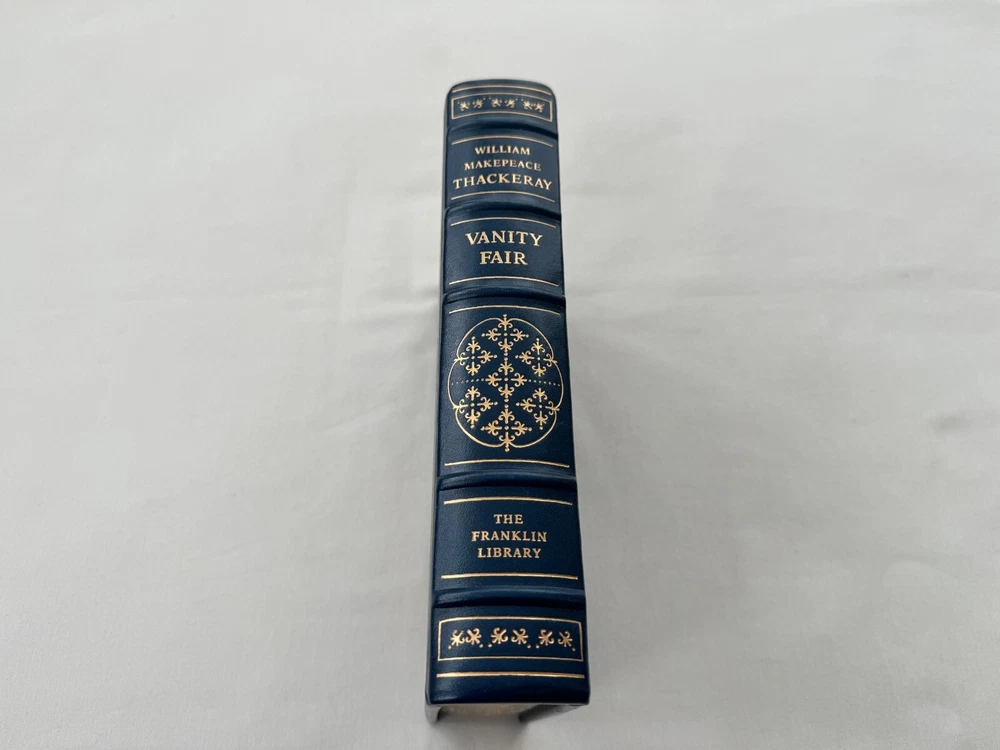 WILLIAM
MAKEPEACE
THACKERAY
VANITY
FAIR
THE
FRANKLIN
LIBRARY